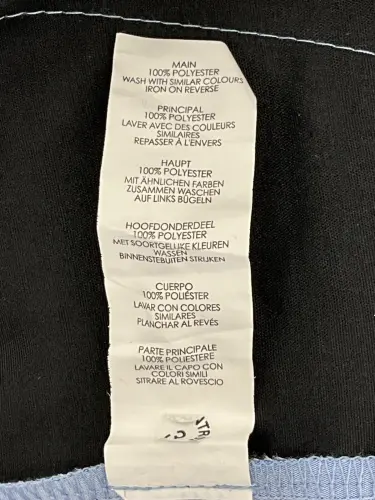 MAIN
100% POLYESTER
WASH WITH SIMILAR COLOURS
IRON ON REVERSE
PRINCIPAL
100% POLYESTER
LAVER AVEC DES COULEURS
SIMILAIRES
REPASSER À L'ENVERS
HAUPT
100% POLYESTER
MIT ÄHNLICHEN FARBEN
ZUSAMMEN WASCHEN
AUF LINKS BÜGELN
HOOFDONDERDEEL
100% POLYESTER
MET SOORTGELIJKE KLEUREN
WASSEN
BINNENSTEBUITEN STRIJKEN
CUERPO
100% POLIÉSTER
LAVAR CON COLORES
SIMILARES
PLANCHAR AL REVÉS
PARTE PRINCIPALE
100% POLIESTERE
LAVARE IL CAPO CON
COLORI SIMILI
SITRARE AL ROVESCIO